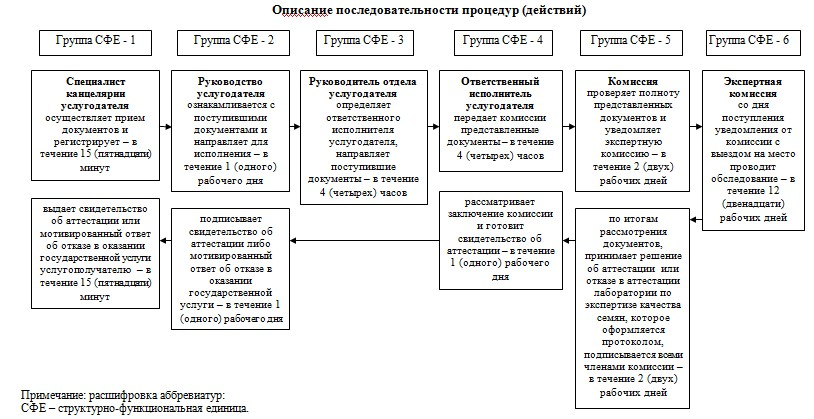 Описание последовательности процедур (действий)
Группа СФЕ - 1
Группа СФЕ - 2
Группа СФЕ - 3
Группа СФЕ - 4
Группа СФЕ - 5
Группа СФЕ - 6
Специалист
канцелярии
услугодателя
осуществляет прием
документов и
регистрирует – в
течение 15 (пятнадцати)
минут
Руководство
услугодателя
ознакамливается с
поступившими
документами и
направляет для
исполнения – в
течение 1 (одного)
рабочего дня
Руководитель отдела
услугодателя
определяет
ответственного
исполнителя
услугодателя,
направляет
поступившие
документы – в течение
4 (четырех) часов
Ответственный
исполнитель
услугодателя
передает комиссии
представленные
документы – в течение
4 (четырех) часов
Комиссия
проверяет полноту
представленных
документов и
уведомляет
экспертную
комиссию – в
течение 2 (двух)
рабочих дней
Экспертная
комиссия
со дня
поступления
уведомления от
комиссии с
выездом на место
проводит
обследование – в
течение 12
(двенадцати)
рабочих дней
выдает свидетельство
об аттестации или
мотивированный ответ
об отказе в оказании
государственной услуги
услугополучателю – в
течение 15 (пятнадцати)
минут
подписывает
свидетельство об
аттестации либо
мотивированный
ответ об отказе в
оказании
государственной
услуги – в течение 1
(одного) рабочего дня
рассматривает
заключение комиссии
и готовит
свидетельство об
аттестации – в течение
1 (одного) рабочего
дня
по итогам
рассмотрения
документов,
принимает решение
об аттестации или
отказе в аттестации
лаборатории по
экспертизе качества
семян, которое
оформляется
протоколом,
подписывается всеми
членами комиссии –
в течение 2 (двух)
рабочих дней
Примечание: расшифровка аббревиатур:
СФЕ – структурно-функциональная единица.